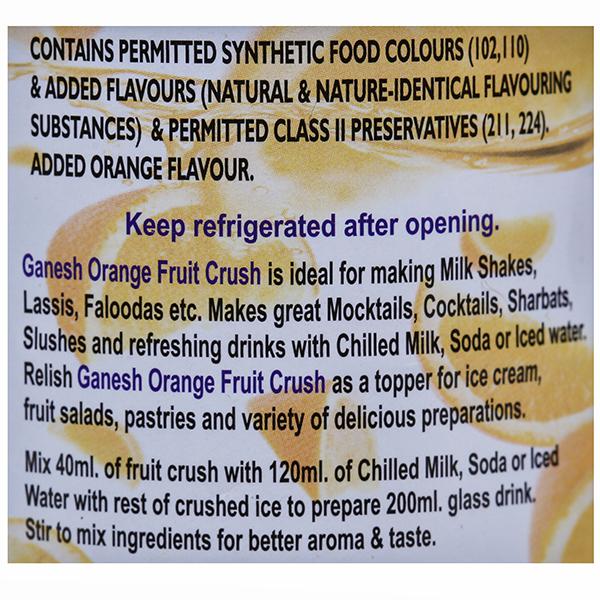 CONTAINS PERMITTED SYNTHETIC FOOD COLOURS (102,110)
& ADDED FLAVOURS (NATURAL & NATURE-IDENTICAL FLAVOURING
SUBSTANCES) & PERMITTED CLASS II PRESERVATIVES (211, 224).
ADDED ORANGE FLAVOUR.
Keep refrigerated after opening.
Ganesh Orange Fruit Crush is ideal for making Milk Shakes,
Lassis, Faloodas etc. Makes great Mocktails, Cocktails, Sharbats,
Slushes and refreshing drinks with Chilled Milk, Soda or Iced water.
Relish Ganesh Orange Fruit Crush as a topper for ice cream,
fruit salads, pastries and variety of delicious preparations.
Mix 40ml. of fruit crush with 120ml. of Chilled Milk, Soda or Iced
Water with rest of crushed ice to prepare 200ml. glass drink.
Stir to mix ingredients for better aroma & taste.